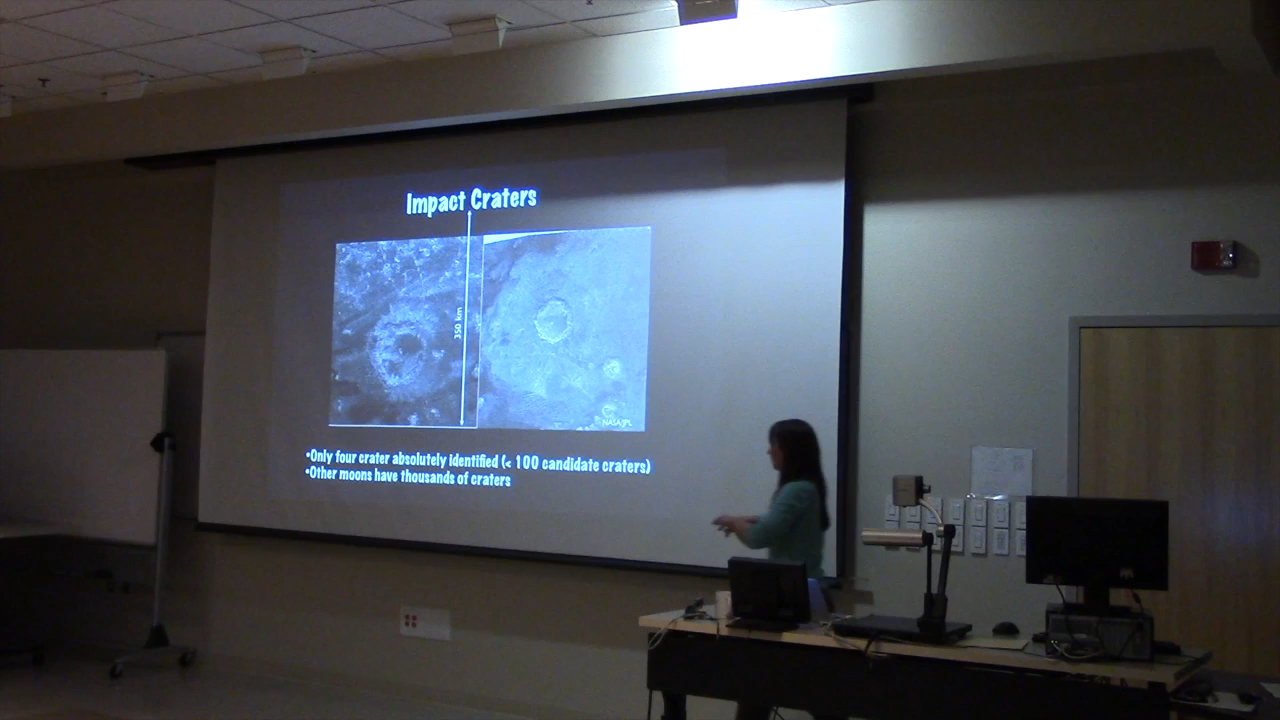 Impact Craters
350 km
NASA/JPL
•Only four crater absolutely identified (< 100 candidate craters)
•Other moons have thousands of craters